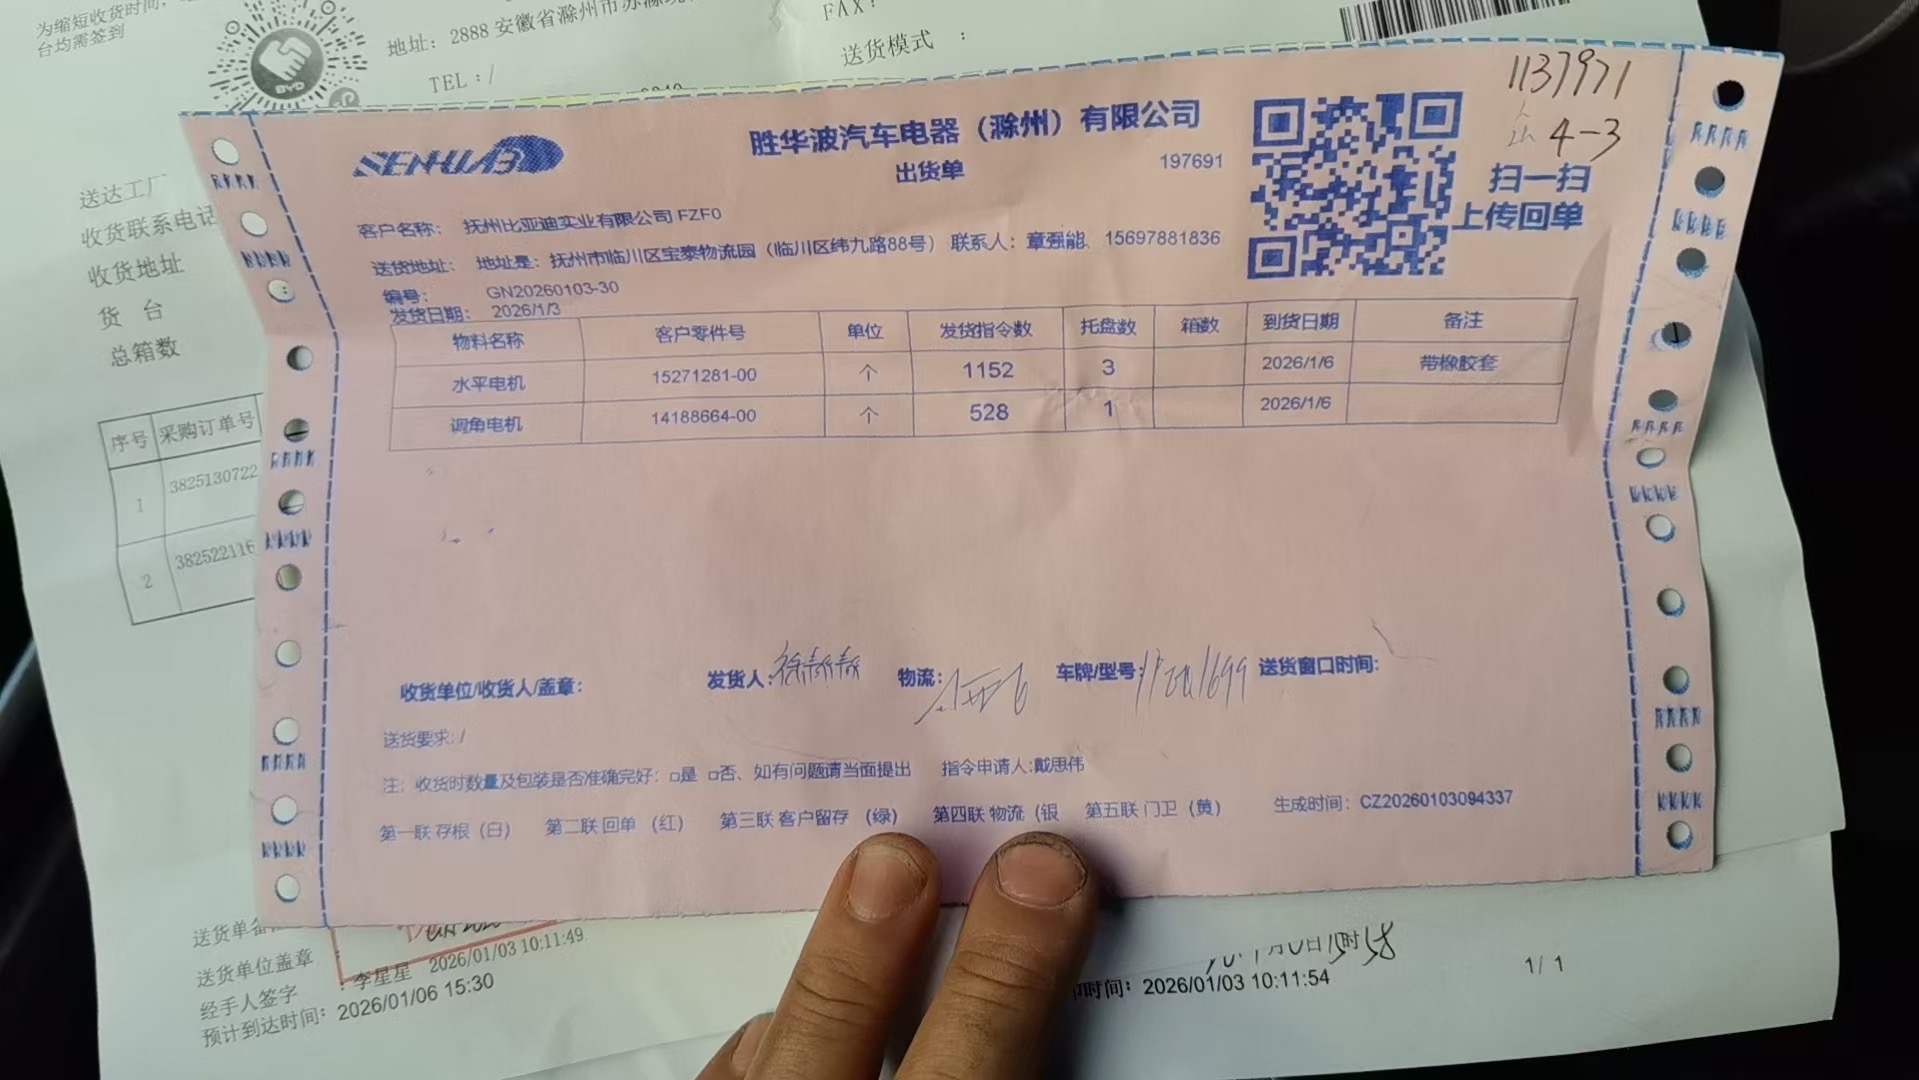 为缩短收货时间,
台均需签到
BYD
地址: 2888 安徽省滁州市苏滁现
TEL :/
FAX:
送货模式 :
送达工厂
收货联系电话
收货地址
货 台
总箱数
序号 采购订单号
1 3825130722
2 382522116
SENHUAB
胜华波汽车电器（滁州）有限公司
出货单
197691
1137971
4-3
扫一扫
上传回单
客户名称: 抚州比亚迪实业有限公司 FZF0
送货地址: 地址是: 抚州市临川区宝泰物流园（临川区纬九路88号） 联系人: 章强能、15697881836
编号: GN20260103-30
发货日期: 2026/1/3
物料名称 客户零件号 单位 发货指令数 托盘数 箱数 到货日期 备注
水平电机 15271281-00 个 1152 3 2026/1/6 带橡胶套
调角电机 14188664-00 个 528 1 2026/1/6
收货单位/收货人/盖章: 发货人: 物流: 车牌/型号: 送货窗口时间:
送货要求: /
注: 收货时数量及包装是否准确完好: □是 □否、如有问题请当面提出 指令申请人:戴思伟
第一联 存根（白） 第二联 回单 （红） 第三联 客户留存 （绿） 第四联 物流（银 第五联 门卫（黄） 生成时间: CZ20260103094337
送货单备
送货单位盖章
经手人签字 : 李星星 2026/01/03 10:11:49
预计到达时间: 2026/01/06 15:30
印时间: 2026/01/03 10:11:54
1/ 1